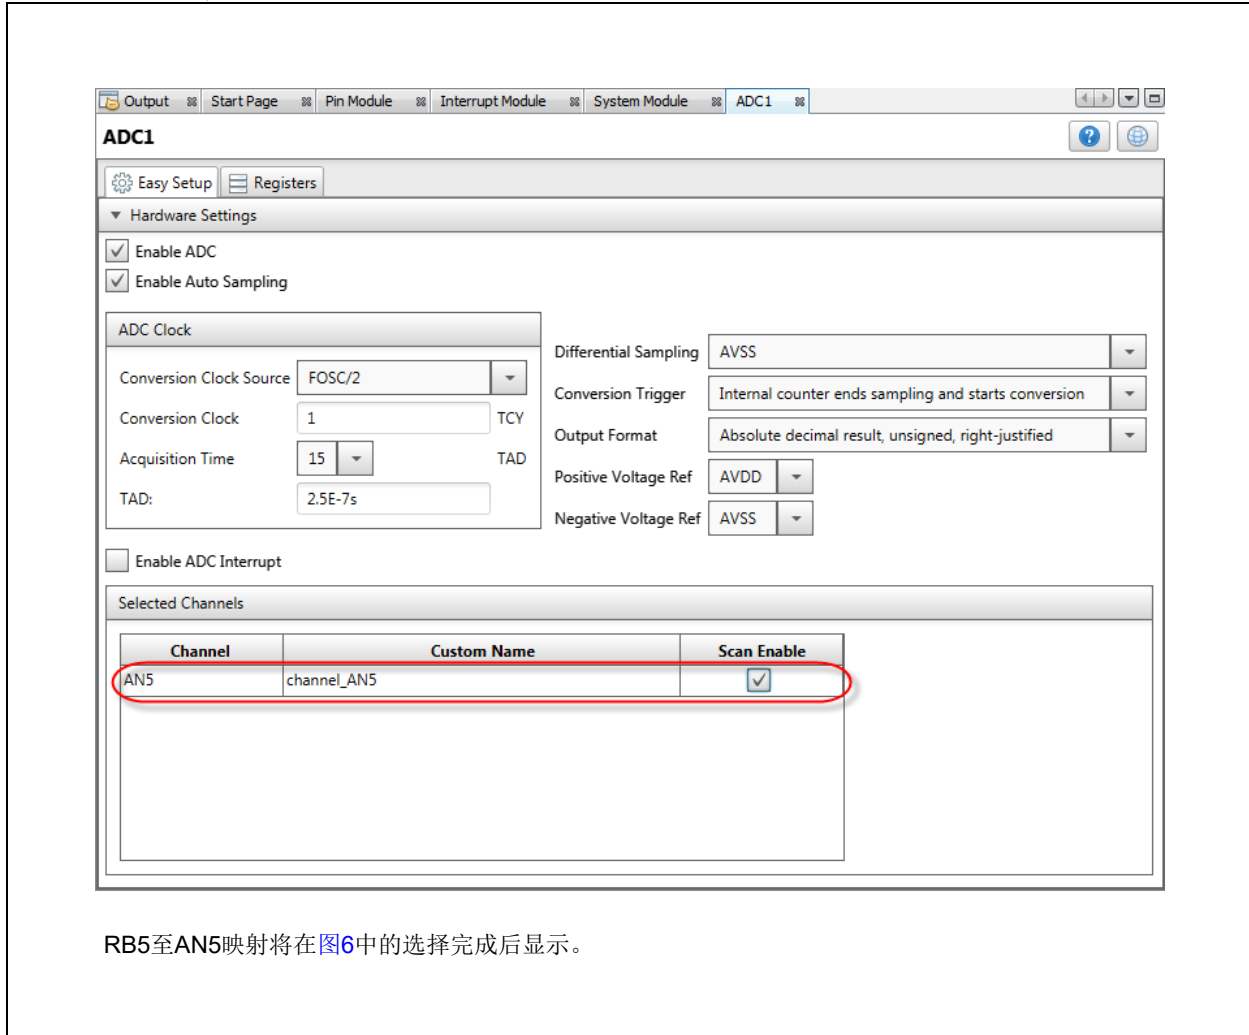 Output Start Page Pin Module Interrupt Module System Module ADC1
ADC1
Easy Setup Registers
Hardware Settings
Enable ADC
Enable Auto Sampling
ADC Clock
Conversion Clock Source FOSC/2
Conversion Clock 1 TCY
Acquisition Time 15 TAD
TAD: 2.5E-7s
Differential Sampling AVSS
Conversion Trigger Internal counter ends sampling and starts conversion
Output Format Absolute decimal result, unsigned, right-justified
Positive Voltage Ref AVDD
Negative Voltage Ref AVSS
Enable ADC Interrupt
Selected Channels
Channel Custom Name Scan Enable
AN5 channel_AN5
RB5至AN5映射将在图6中的选择完成后显示。